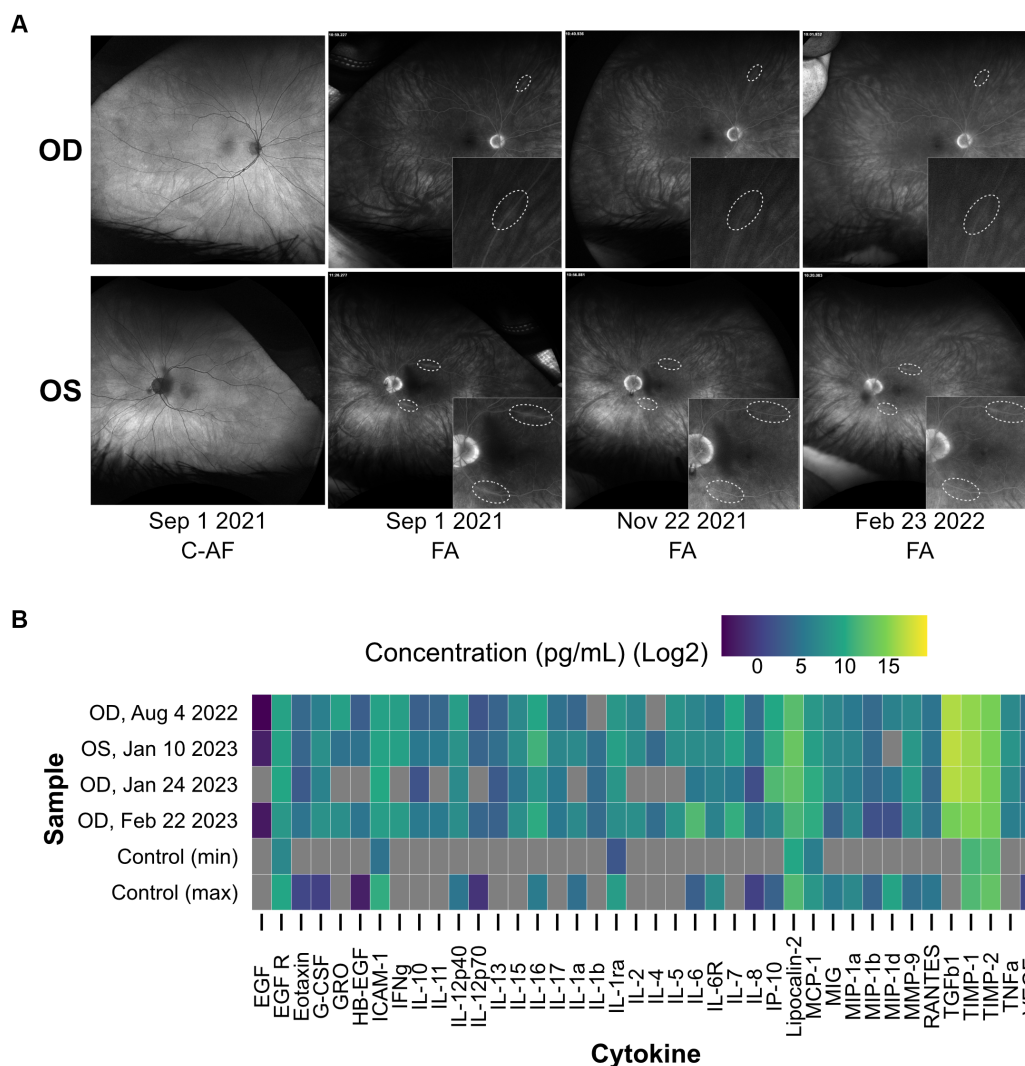 A
OD
OS
Sep 1 2021
C-AF
Sep 1 2021
FA
Nov 22 2021
FA
Feb 23 2022
FA
B
Concentration (pg/mL) (Log2)
0 5 10 15
Sample
OD, Aug 4 2022
OS, Jan 10 2023
OD, Jan 24 2023
OD, Feb 22 2023
Control (min)
Control (max)
EGF
EGF R
Eotaxin
G-CSF
GRO
HB-EGF
ICAM-1
IFNg
IL-10
IL-11
IL-12p40
IL-12p70
IL-13
IL-15
IL-16
IL-17
IL-1a
IL-1b
IL-1ra
IL-2
IL-4
IL-5
IL-6
IL-6R
IL-7
IL-8
IP-10
Lipocalin-2
MCP-1
MIG
MIP-1a
MIP-1b
MIP-1d
MMP-9
RANTES
TGFb1
TIMP-1
TIMP-2
TNFa
Cytokine